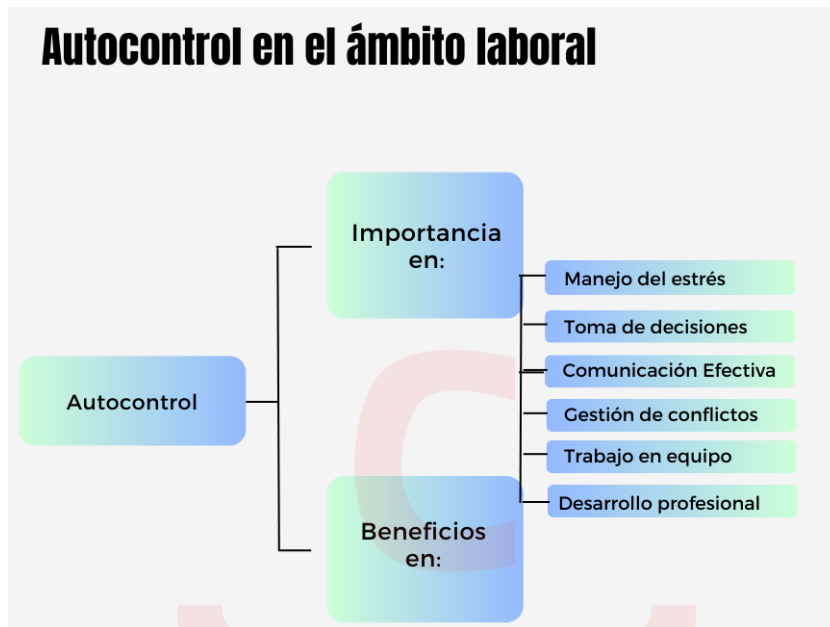 Autocontrol en el ámbito laboral
Autocontrol
Importancia
en:
Manejo del estrés
Toma de decisiones
Comunicación Efectiva
Gestión de conflictos
Trabajo en equipo
Desarrollo profesional
Beneficios
en: